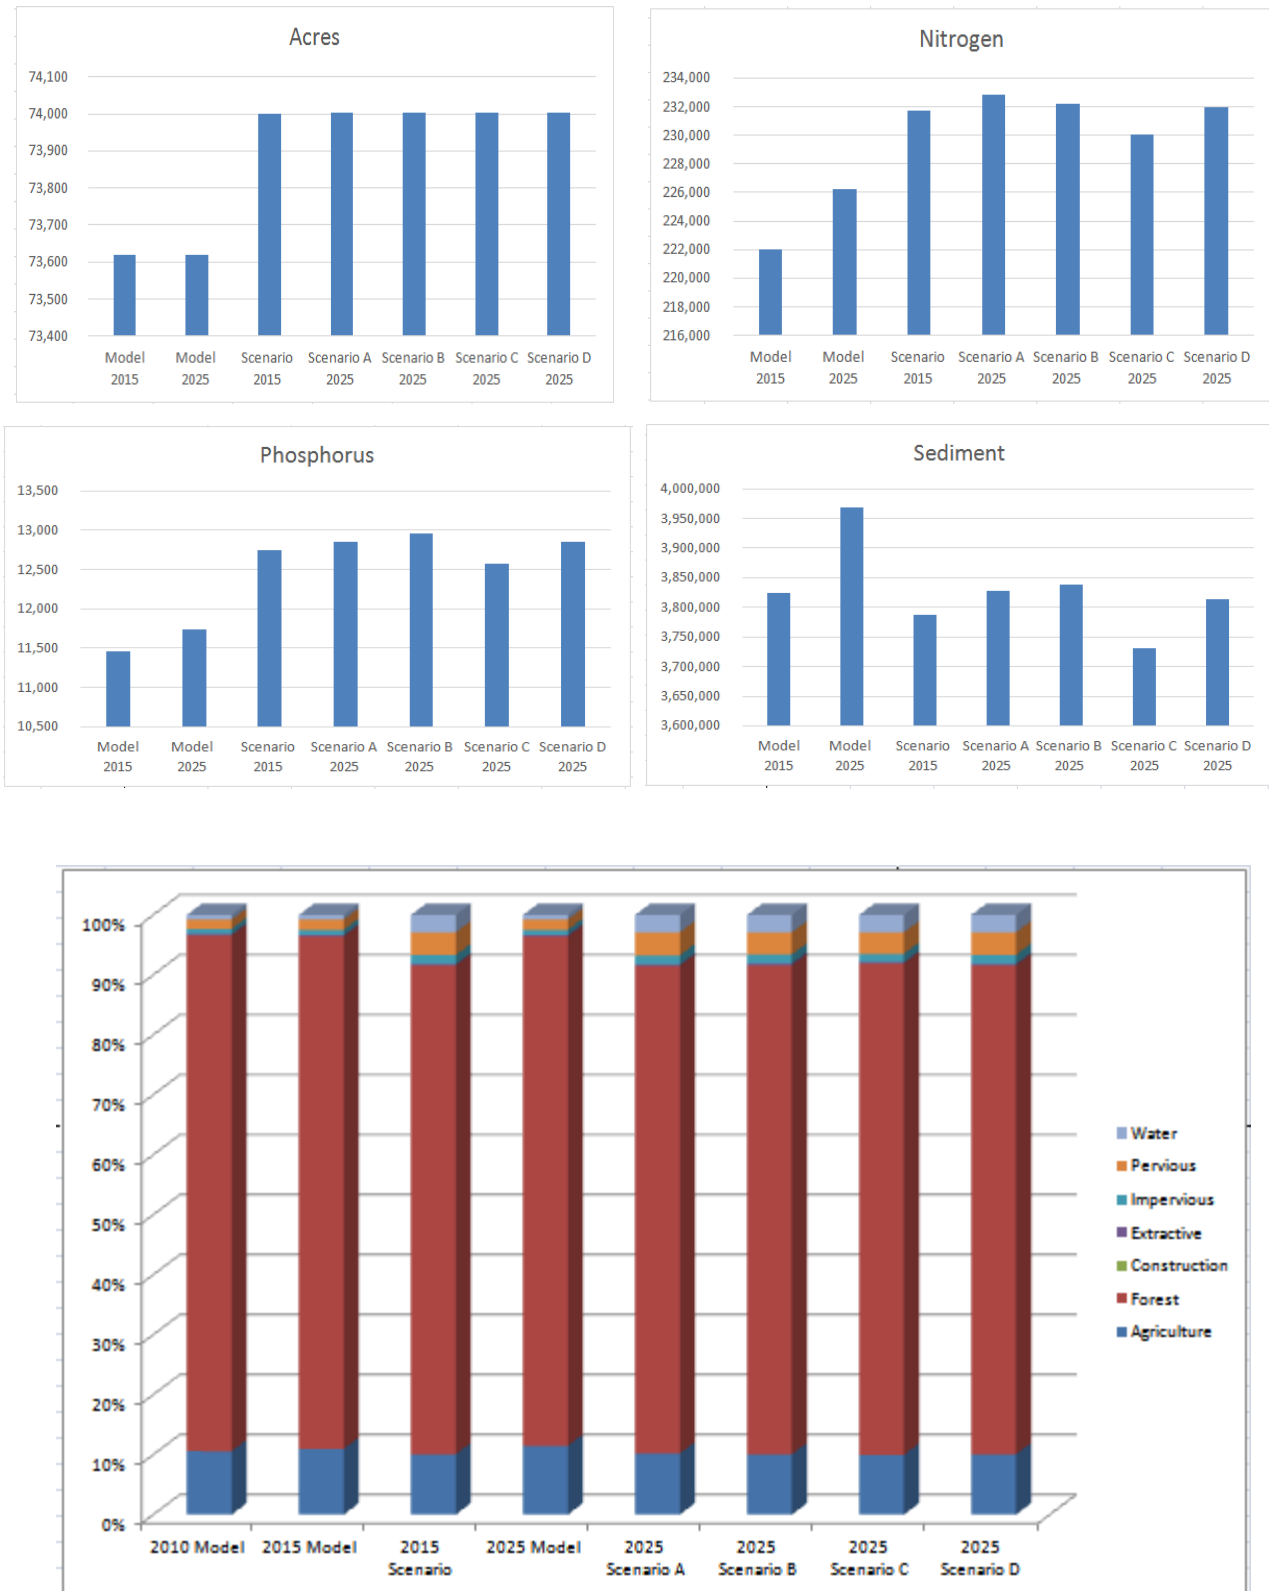 Acres
74,100
74,000
73,900
73,800
73,700
73,600
73,500
73,400
Model Model Scenario Scenario A Scenario B Scenario C Scenario D
2015 2025 2015 2025 2025 2025 2025
Nitrogen
234,000
232,000
230,000
228,000
226,000
224,000
222,000
220,000
218,000
216,000
Model Model Scenario Scenario A Scenario B Scenario C Scenario D
2015 2025 2015 2025 2025 2025 2025
Phosphorus
13,500
13,000
12,500
12,000
11,500
11,000
10,500
Model Model Scenario Scenario A Scenario B Scenario C Scenario D
2015 2025 2015 2025 2025 2025 2025
Sediment
4,000,000
3,950,000
3,900,000
3,850,000
3,800,000
3,750,000
3,700,000
3,650,000
3,600,000
Model Model Scenario Scenario A Scenario B Scenario C Scenario D
2015 2025 2015 2025 2025 2025 2025
100%
90%
80%
70%
60%
50%
40%
30%
20%
10%
0%
2010 Model 2015 Model 2015 2025 Model 2025 2025 2025 2025
Scenario Scenario A Scenario B Scenario C Scenario D
Water
Pervious
Impervious
Extractive
Construction
Forest
Agriculture